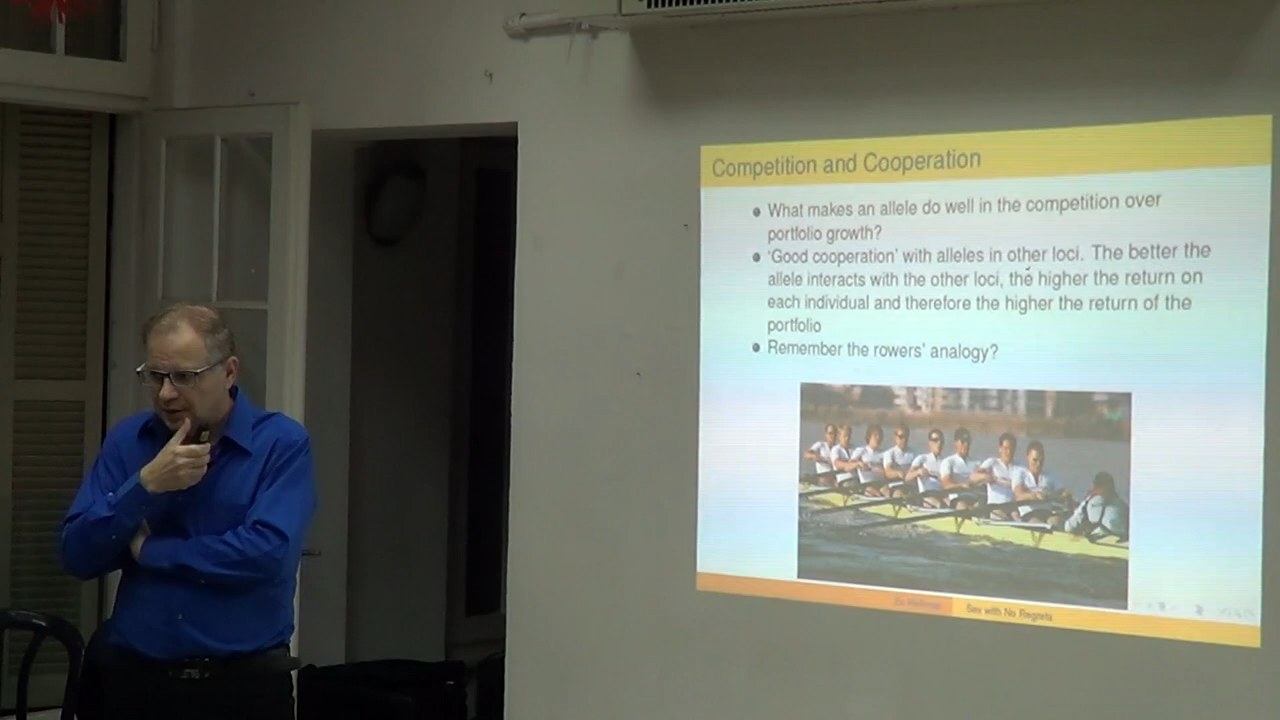 Competition and Cooperation
What makes an allele do well in the competition over
portfolio growth?
'Good cooperation' with alleles in other loci. The better the
allele interacts with the other loci, the higher the return on
each individual and therefore the higher the return of the
portfolio
Remember the rowers' analogy?
Sex with No Regrets